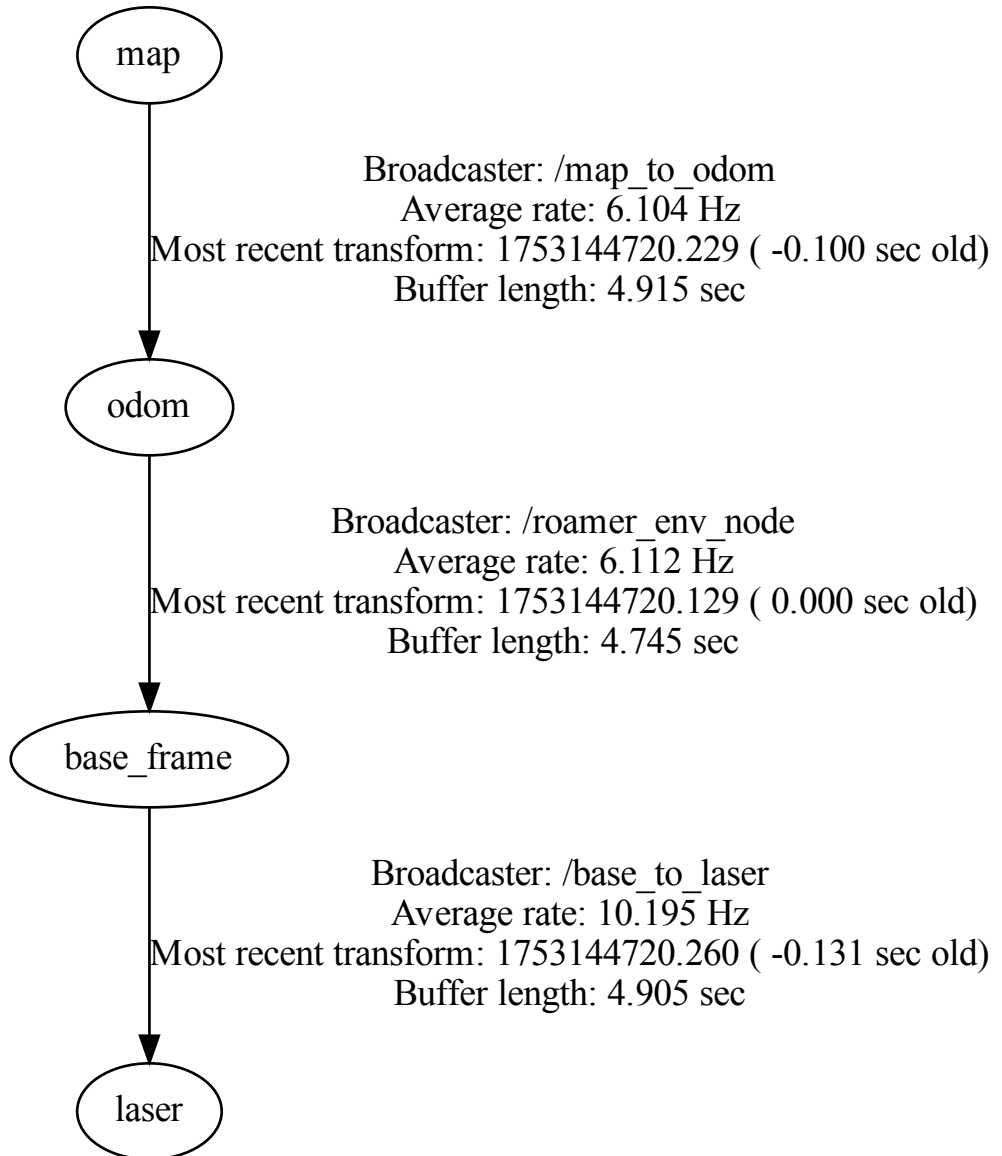 map
Broadcaster: /map_to_odom
Average rate: 6.104 Hz
Most recent transform: 1753144720.229 ( -0.100 sec old)
Buffer length: 4.915 sec
odom
Broadcaster: /roamer_env_node
Average rate: 6.112 Hz
Most recent transform: 1753144720.129 ( 0.000 sec old)
Buffer length: 4.745 sec
base_frame
Broadcaster: /base_to_laser
Average rate: 10.195 Hz
Most recent transform: 1753144720.260 ( -0.131 sec old)
Buffer length: 4.905 sec
laser